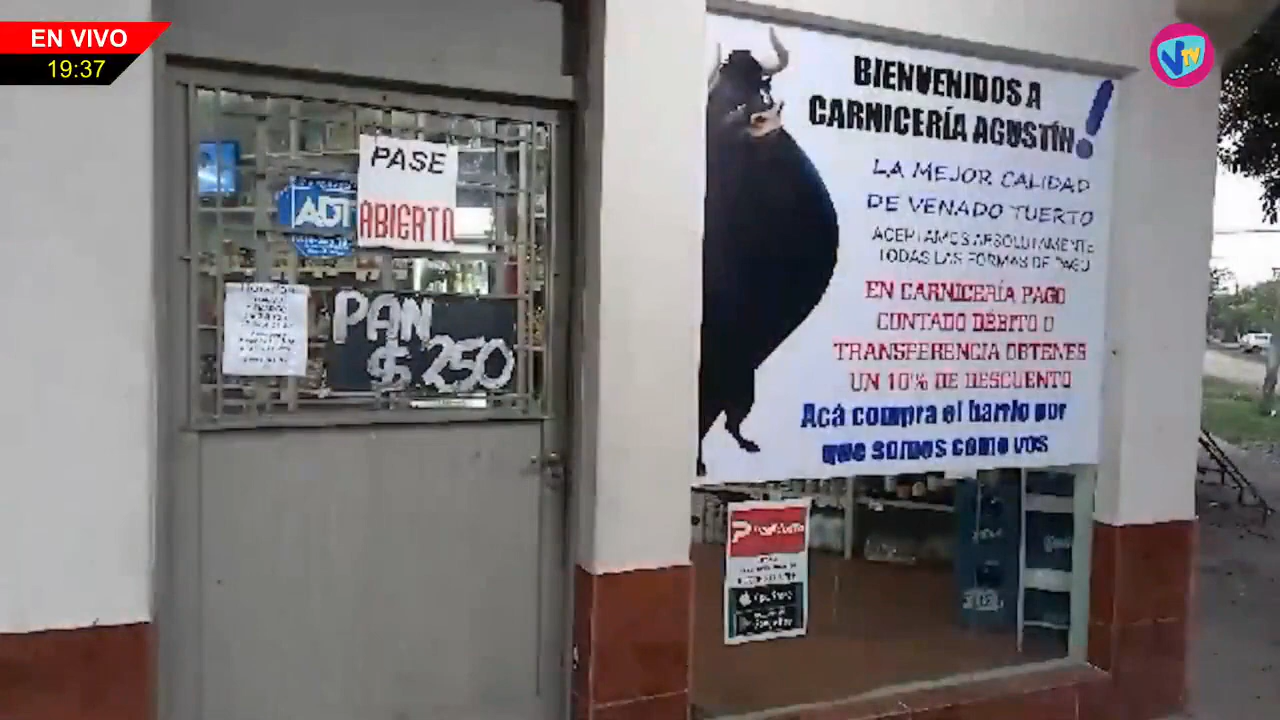 EN VIVO
19:37
VTV
PASE
ABIERTO
ADT
PAN
$250
BIENVENIDOS A
CARNICERÍA AGUSTÍN!
LA MEJOR CALIDAD
DE VENADO TUERTO
ACEPTAMOS ABSOLUTAMENTE
TODAS LAS FORMAS DE PAGO
EN CARNICERÍA PAGO
CONTADO DÉBITO O
TRANSFERENCIA OBTENES
UN 10% DE DESCUENTO
Acá compra el barrio por
que somos como vos